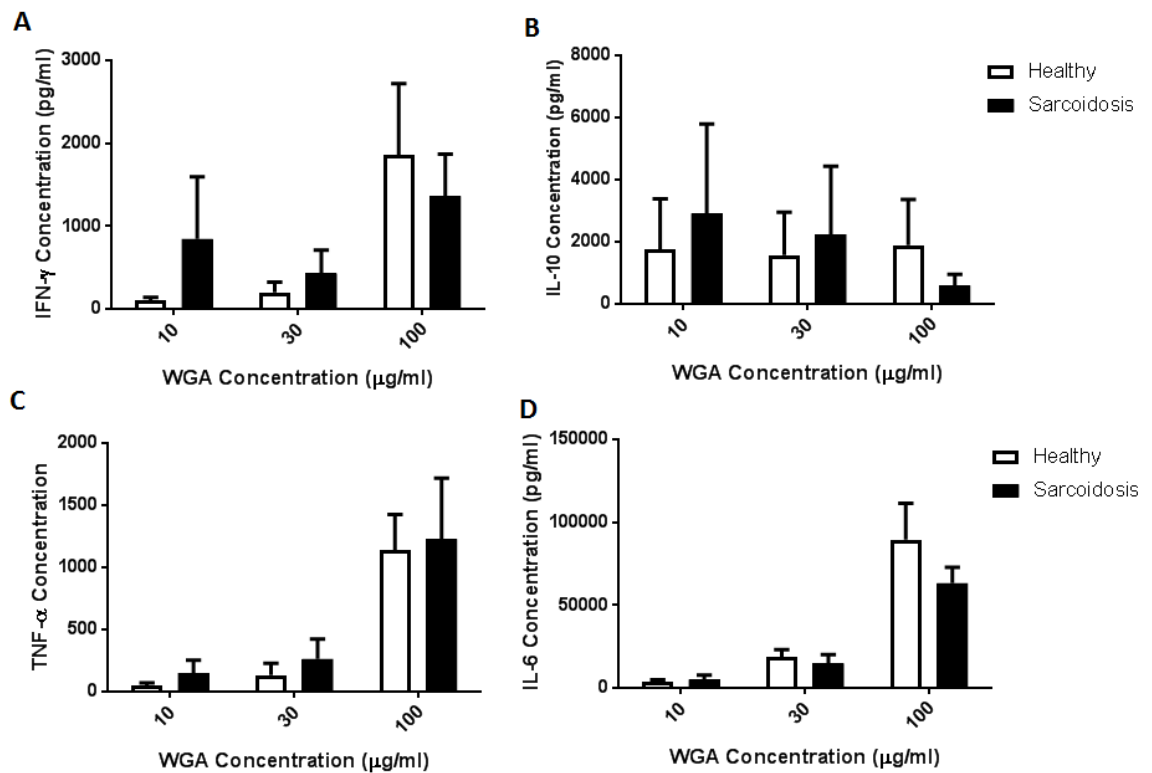 A
IFN-γ Concentration (pg/ml)
3000
2000
1000
0
10
30
100
WGA Concentration (μg/ml)
B
IL-10 Concentration (pg/ml)
8000
6000
4000
2000
0
10
30
100
WGA Concentration (μg/ml)
Healthy
Sarcoidosis
C
TNF-α Concentration
2000
1500
1000
500
0
10
30
100
WGA Concentration (μg/ml)
D
IL-6 Concentration (pg/ml)
150000
100000
50000
0
10
30
100
WGA Concentration (μg/ml)
Healthy
Sarcoidosis